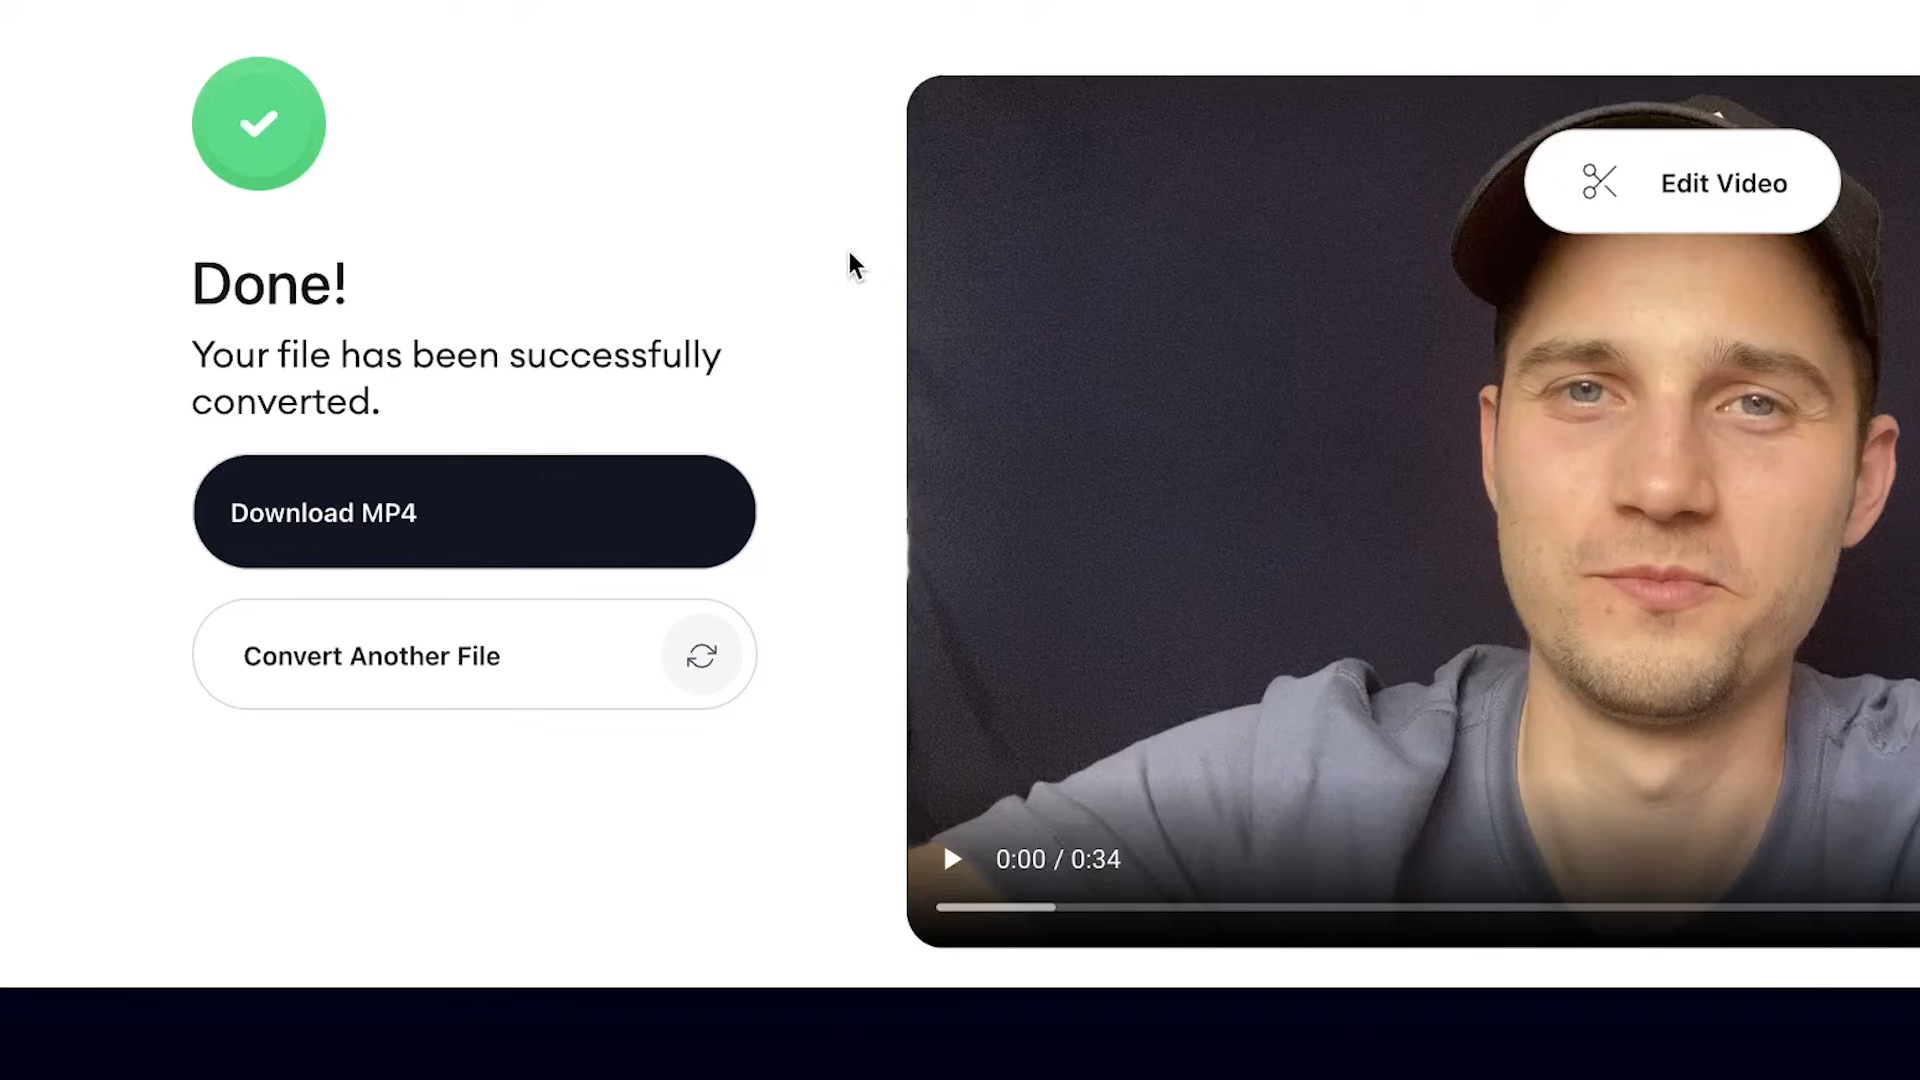 Done!
Your file has been successfully
converted.
Download MP4
Convert Another File
Edit Video
0:00 / 0:34